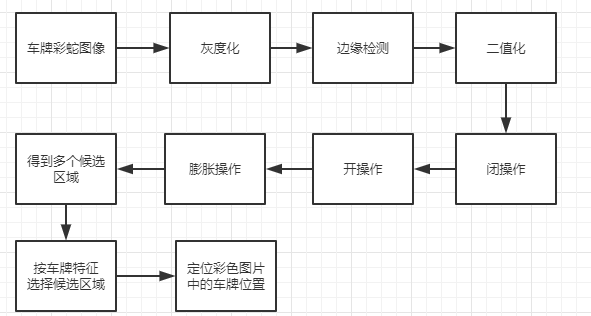 车牌彩蛇图像
灰度化
边缘检测
二值化
闭操作
开操作
膨胀操作
得到多个候选
区域
按车牌特征
选择候选区域
定位彩色图片
中的车牌位置